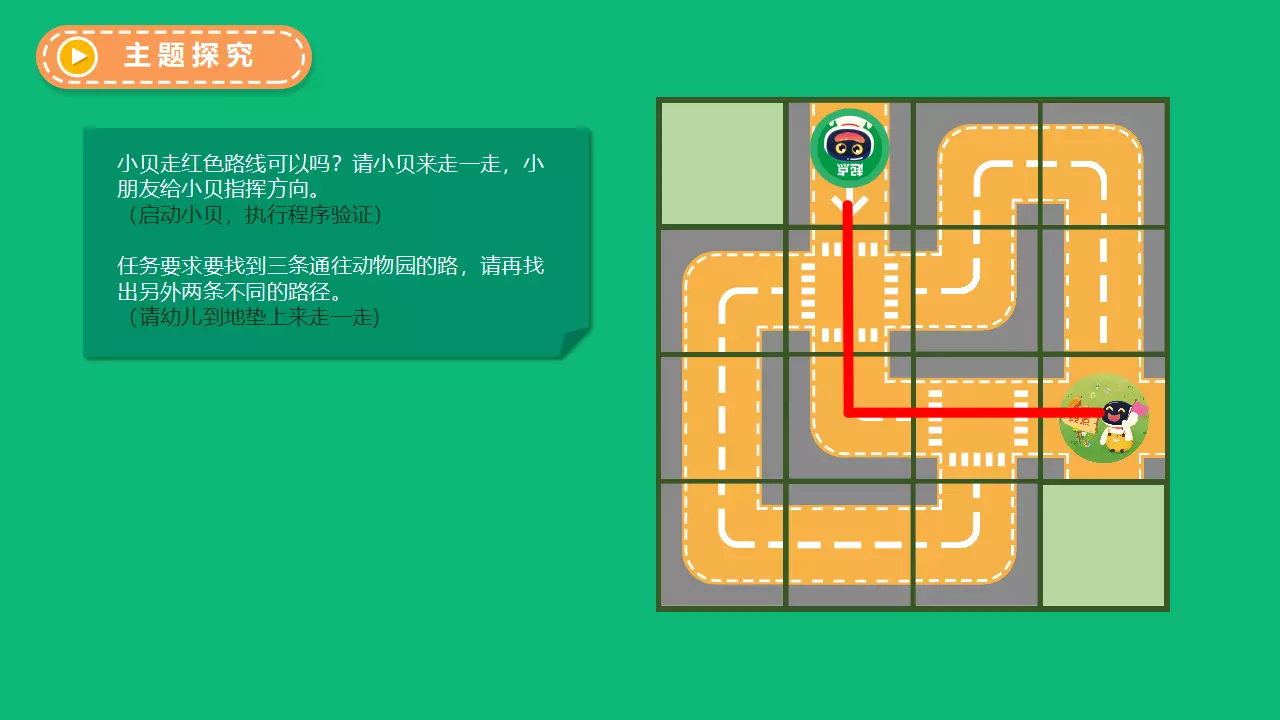 主题探究
小贝走红色路线可以吗？请小贝来走一走，小
朋友给小贝指挥方向。
（启动小贝，执行程序验证）
任务要求要找到三条通往动物园的路，请再找
出另外两条不同的路径。
（请幼儿到地垫上来走一走)
起点
终点